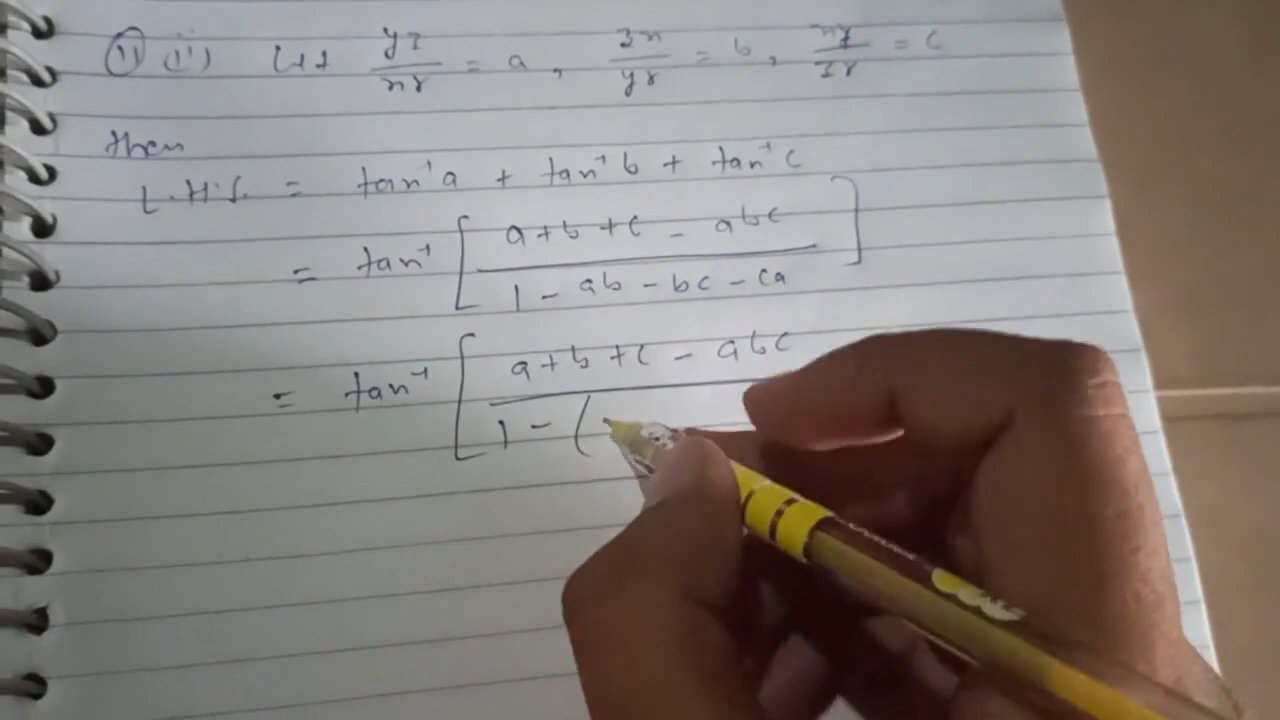 11) (ii) Let yz/xr = a, zx/yr = b, xy/zr = c
then
L.H.S. = tan⁻¹a + tan⁻¹b + tan⁻¹c
= tan⁻¹ [ (a+b+c - abc) / (1 - ab - bc - ca) ]
= tan⁻¹ [ (a+b+c - abc) / (1 - (